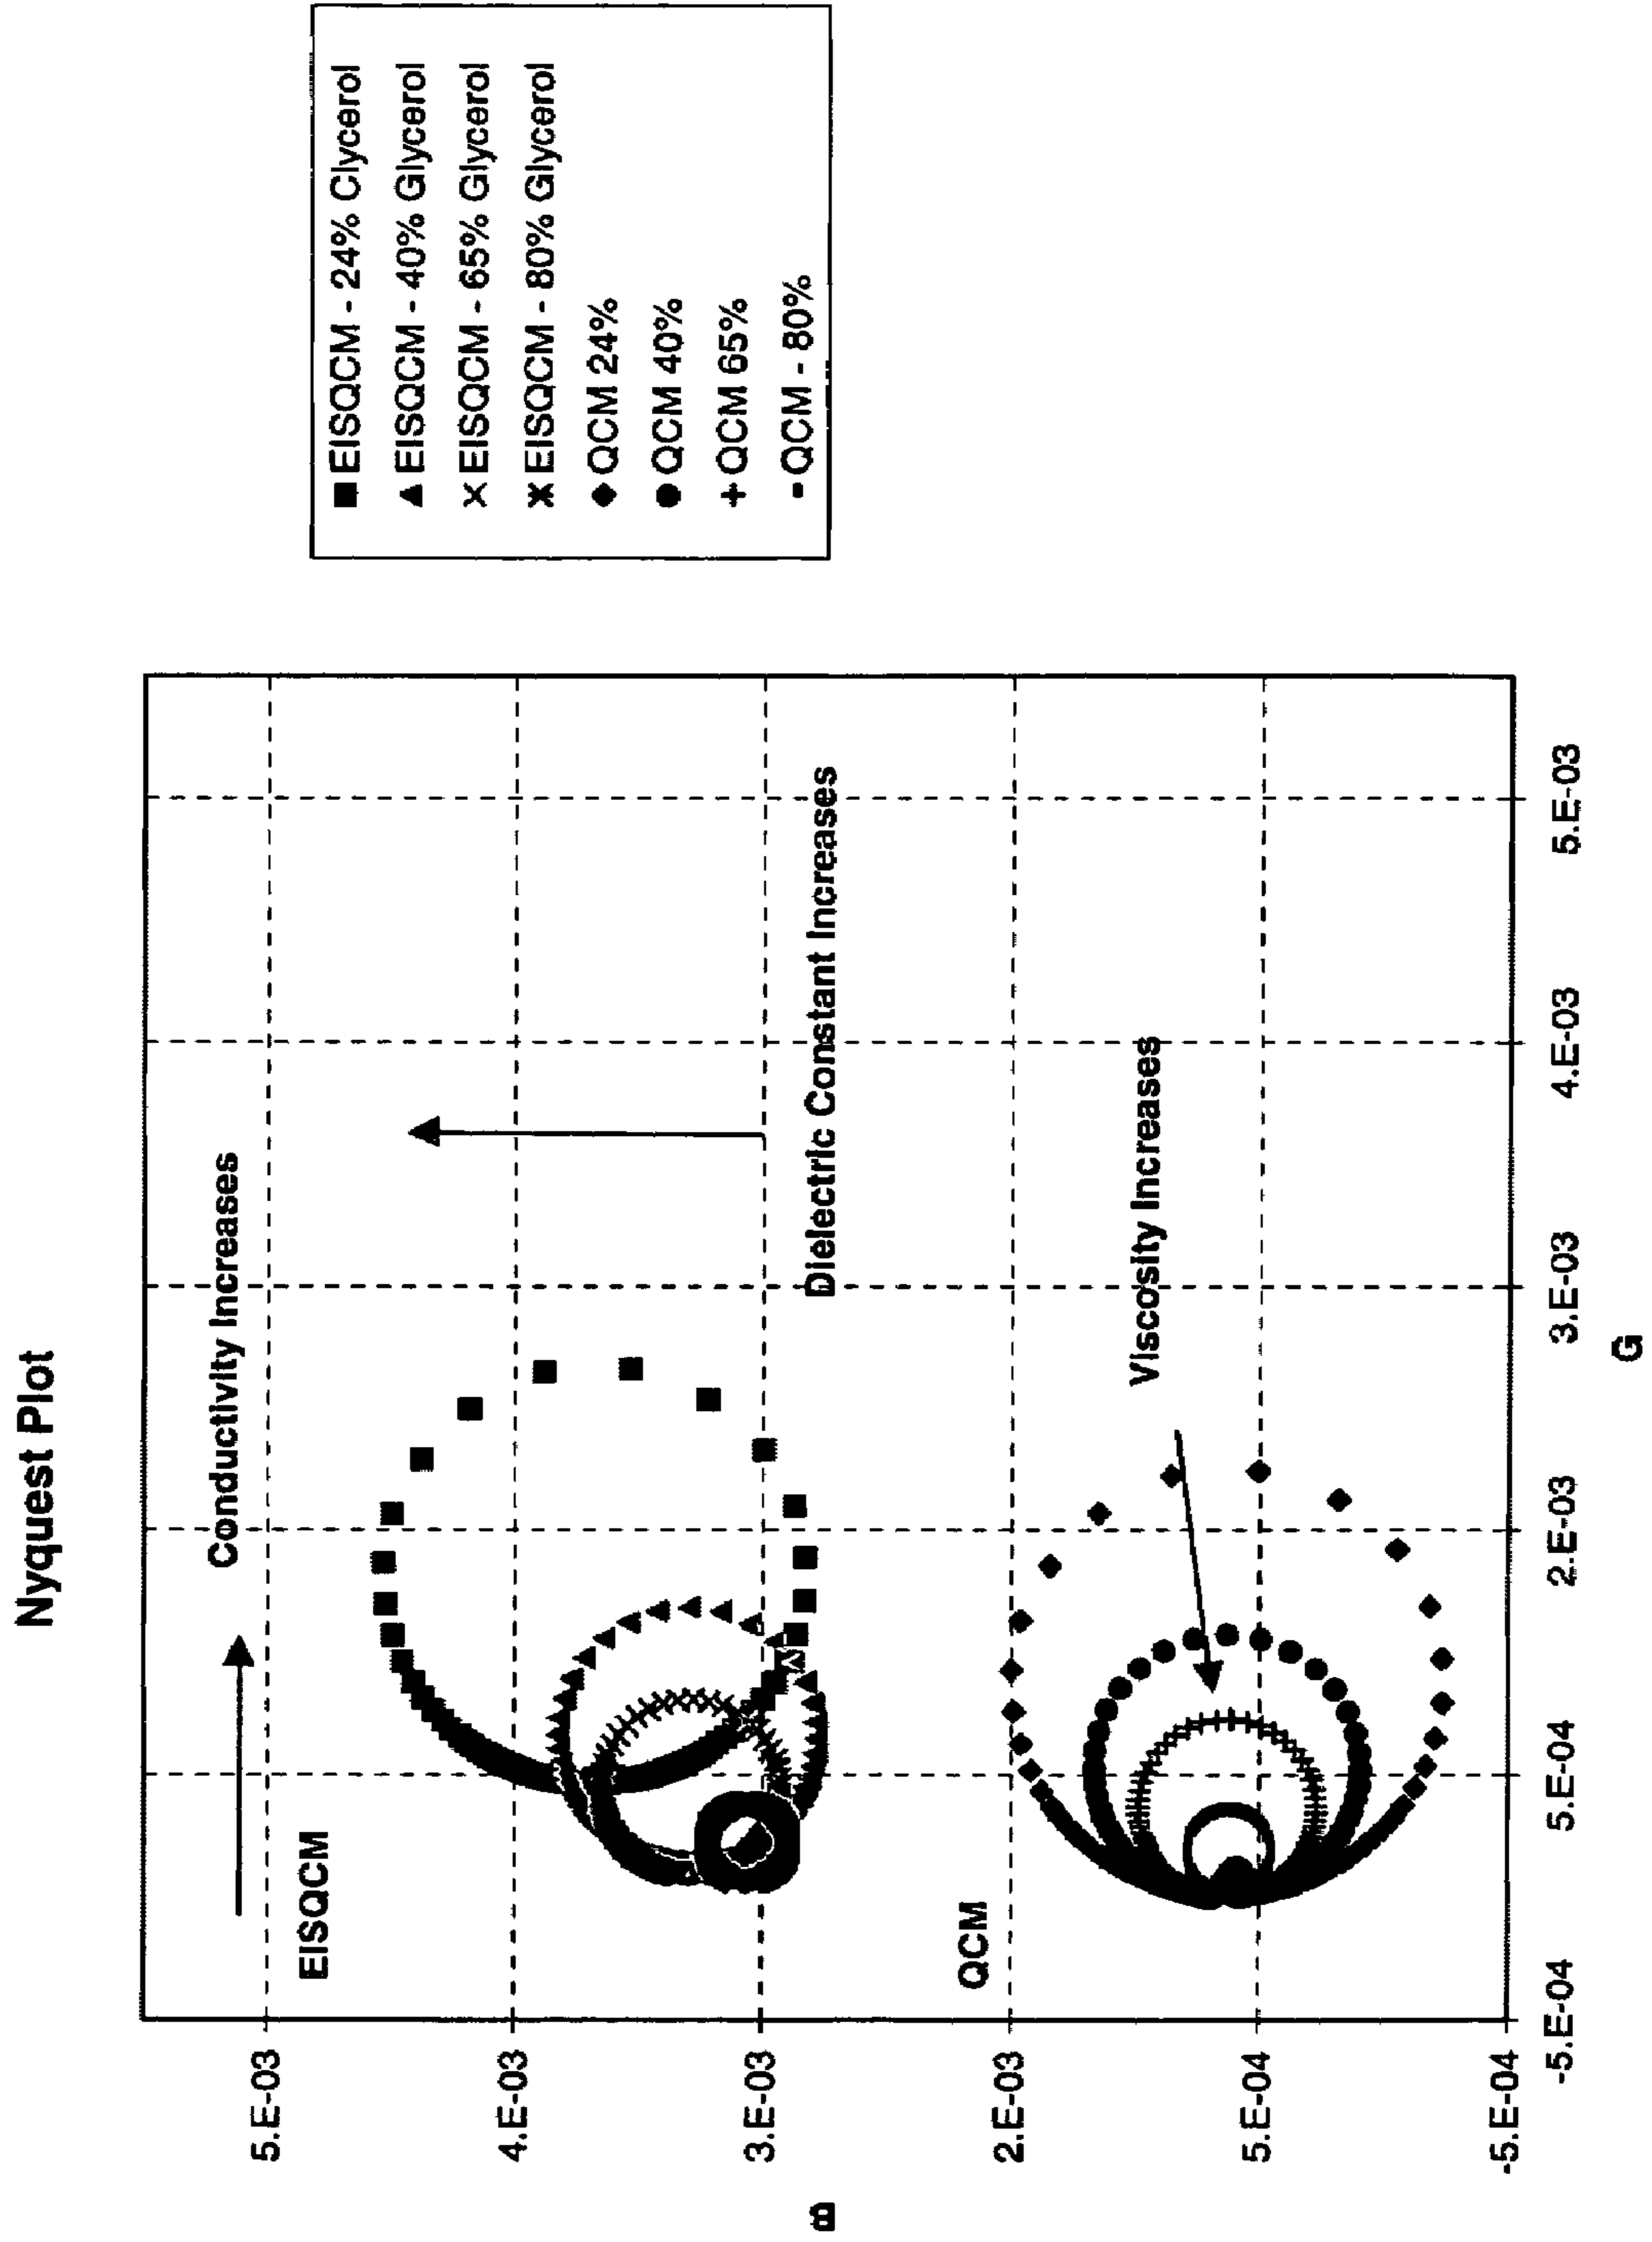 Nyquest Plot
Conductivity Increases
EISQCM
Dielectric Constant Increases
Viscosity Increases
QCM
5.E-03
4.E-03
3.E-03
2.E-03
5.E-04
-5.E-04
B
-5.E-04
5.E-04
2.E-03
3.E-03
4.E-03
5.E-03
G
EISQCM - 24% Clycerol
EISQCM - 40% Glycerol
EISQCM - 65% Glycerol
EISQCM - 80% Glycerol
QCM 24%
QCM 40%
QCM 65%
QCM - 80%